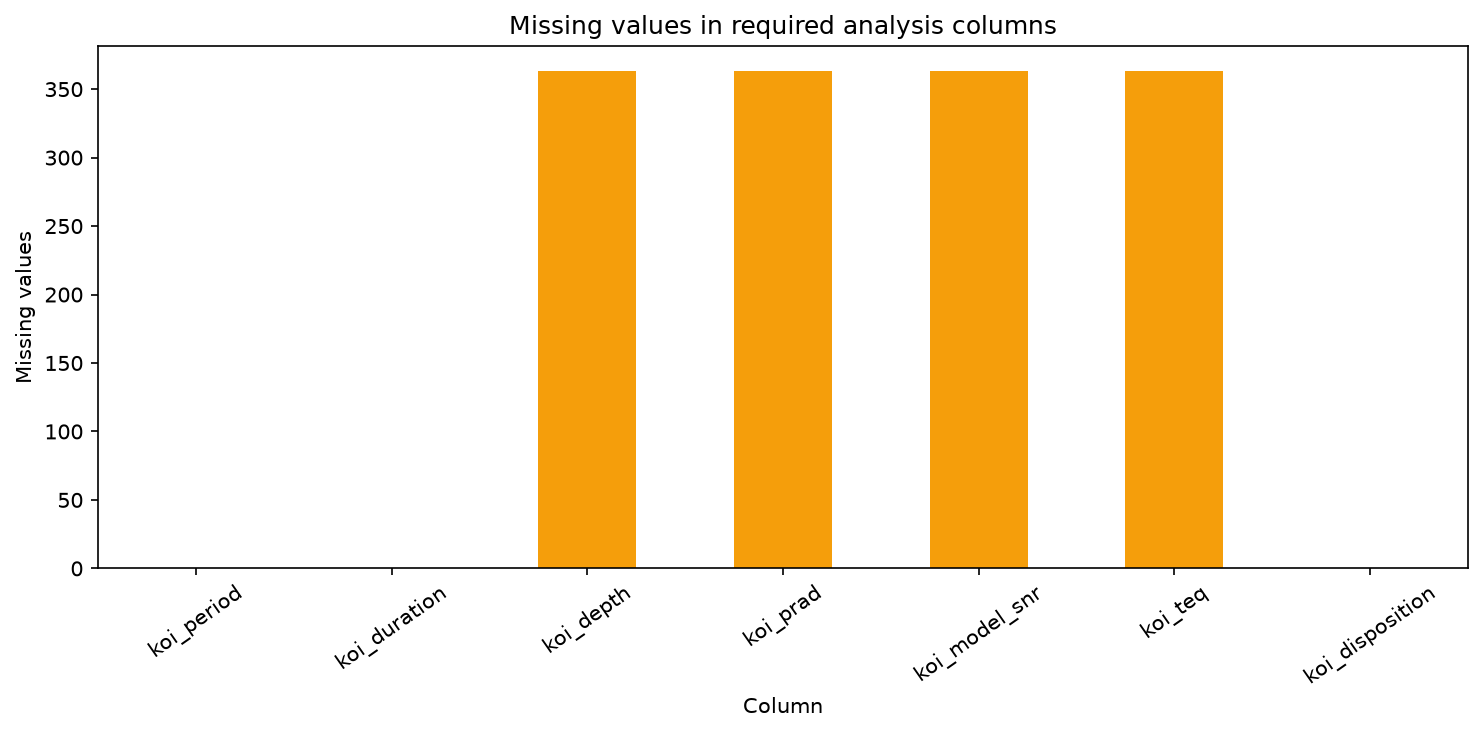 Missing values in required analysis columns
Missing values
350
300
250
200
150
100
50
0
koi_period
koi_duration
koi_depth
koi_prad
koi_model_snr
koi_teq
koi_disposition
Column